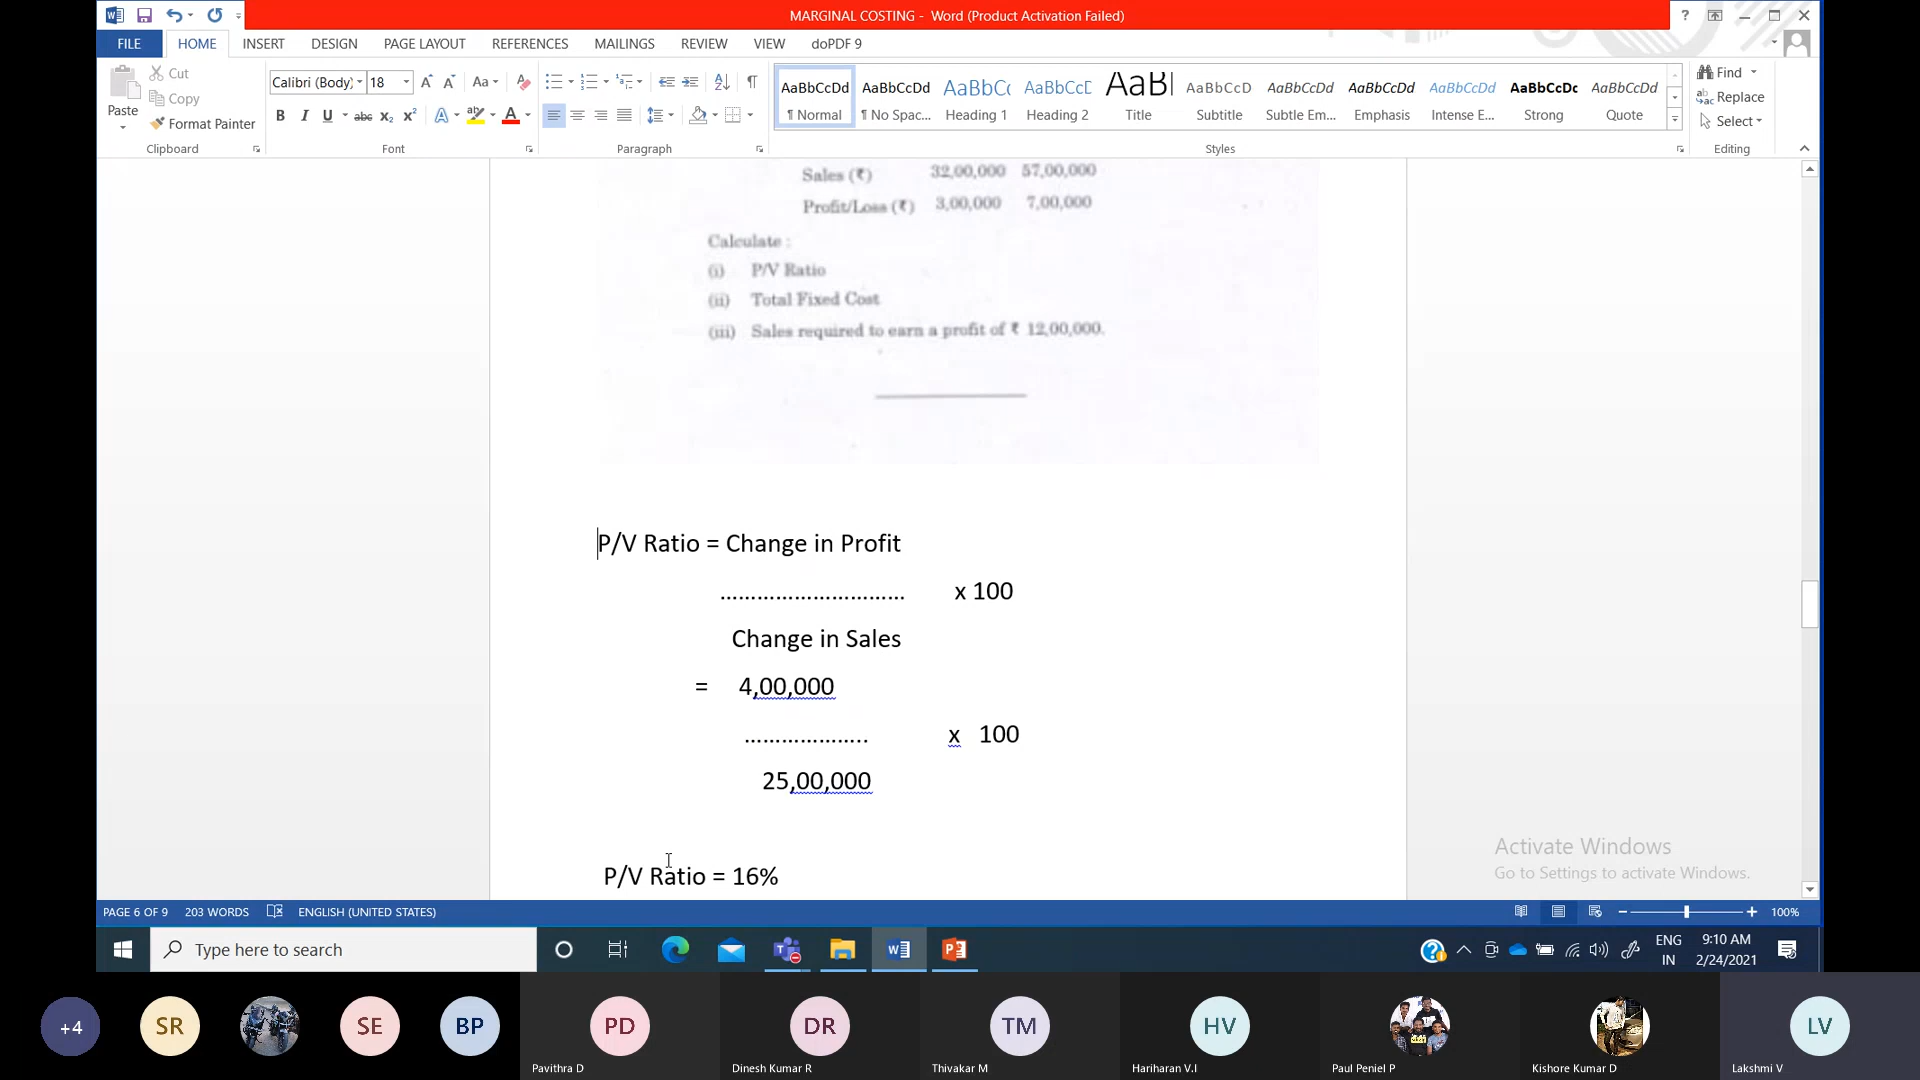 MARGINAL COSTING - Word (Product Activation Failed)
FILE HOME INSERT DESIGN PAGE LAYOUT REFERENCES MAILINGS REVIEW VIEW doPDF 9
Paste Cut Copy Format Painter
Calibri (Body) 18
AaBbCcDd AaBbCcDd AaBbC AaBbCcD AaB AaBbCcD AaBbCcDd AaBbCcDd AaBbCcDd AaBbCcDc AaBbCcDd
¶ Normal ¶ No Spac... Heading 1 Heading 2 Title Subtitle Subtle Em... Emphasis Intense E... Strong Quote
Find Replace Select
Clipboard Font Paragraph Styles Editing
Sales (₹) 32,00,000 57,00,000
Profit/Loss (₹) 3,00,000 7,00,000
Calculate :
(i) P/V Ratio
(ii) Total Fixed Cost
(iii) Sales required to earn a profit of ₹ 12,00,000.
P/V Ratio = Change in Profit
………………………… x 100
Change in Sales
= 4,00,000
……………….. x 100
25,00,000
P/V Ratio = 16%
Activate Windows
Go to Settings to activate Windows.
PAGE 6 OF 9 203 WORDS ENGLISH (UNITED STATES) 100%
Type here to search
ENG 9:10 AM
IN 2/24/2021
+4 SR SE BP PD DR TM HV LV
Pavithra D Dinesh Kumar R Thivakar M Hariharan V.I Paul Peniel P Kishore Kumar D Lakshmi V